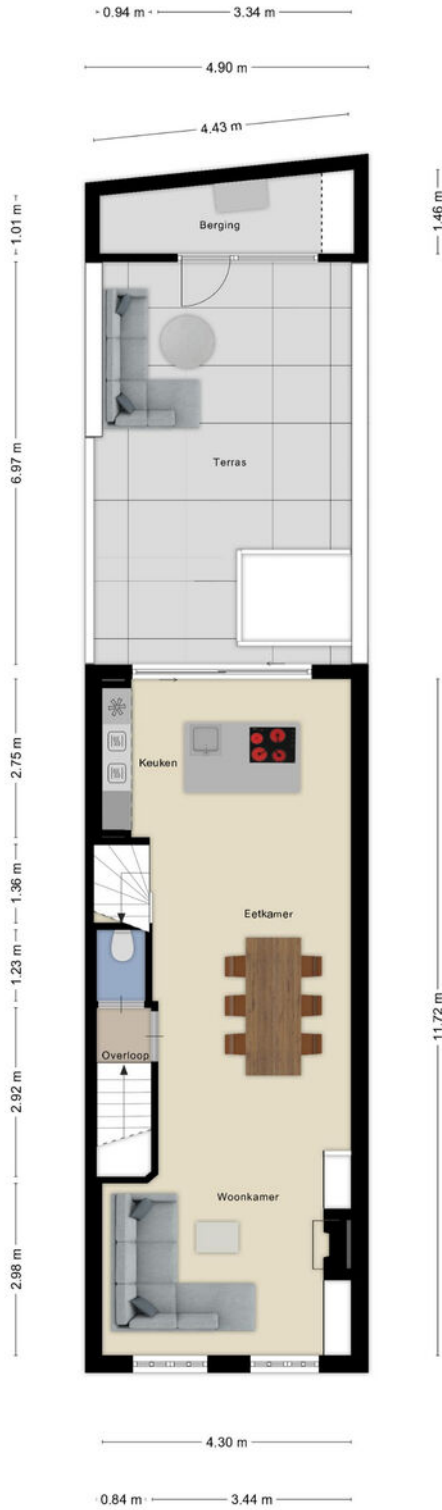 0.94 m
3.34 m
4.90 m
4.43 m
1.01 m
1.46 m
Berging
6.97 m
Terras
2.75 m
Keuken
1.36 m
Eetkamer
1.23 m
11.72 m
Overloop
2.92 m
Woonkamer
2.98 m
4.30 m
0.84 m
3.44 m